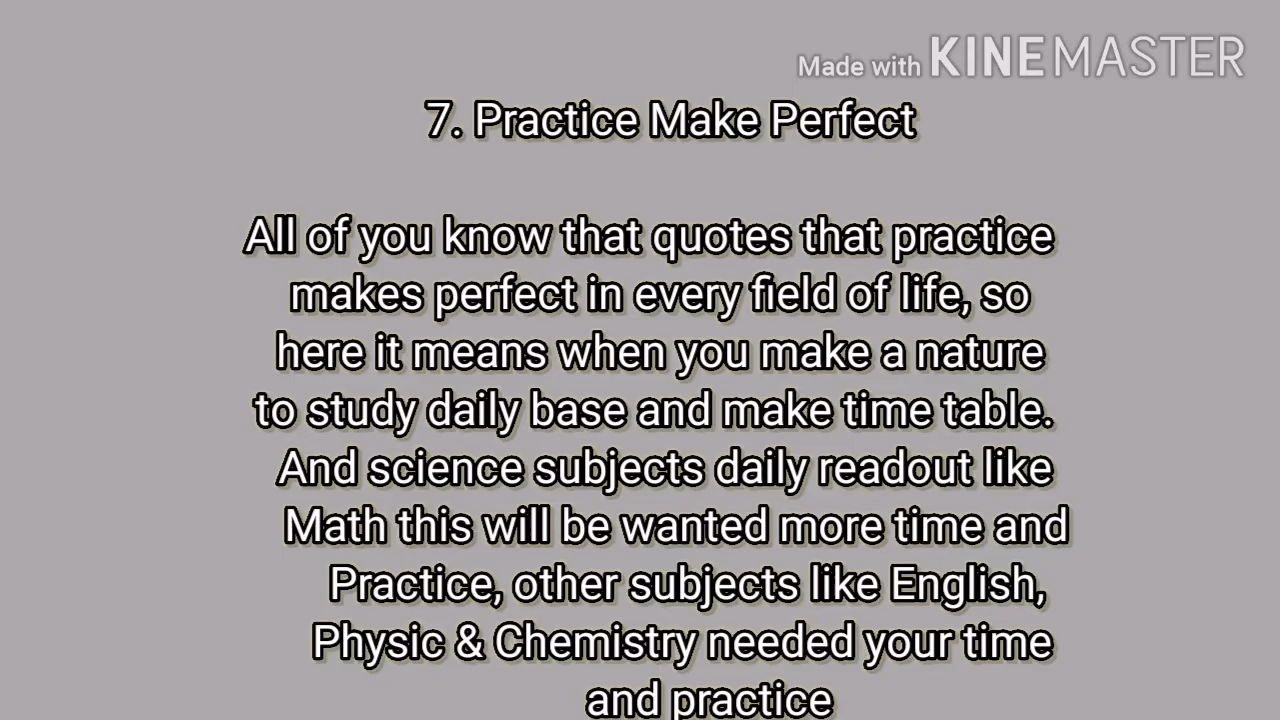 Made with KINEMASTER
7. Practice Make Perfect
All of you know that quotes that practice
makes perfect in every field of life, so
here it means when you make a nature
to study daily base and make time table.
And science subjects daily readout like
Math this will be wanted more time and
Practice, other subjects like English,
Physic & Chemistry needed your time
and practice